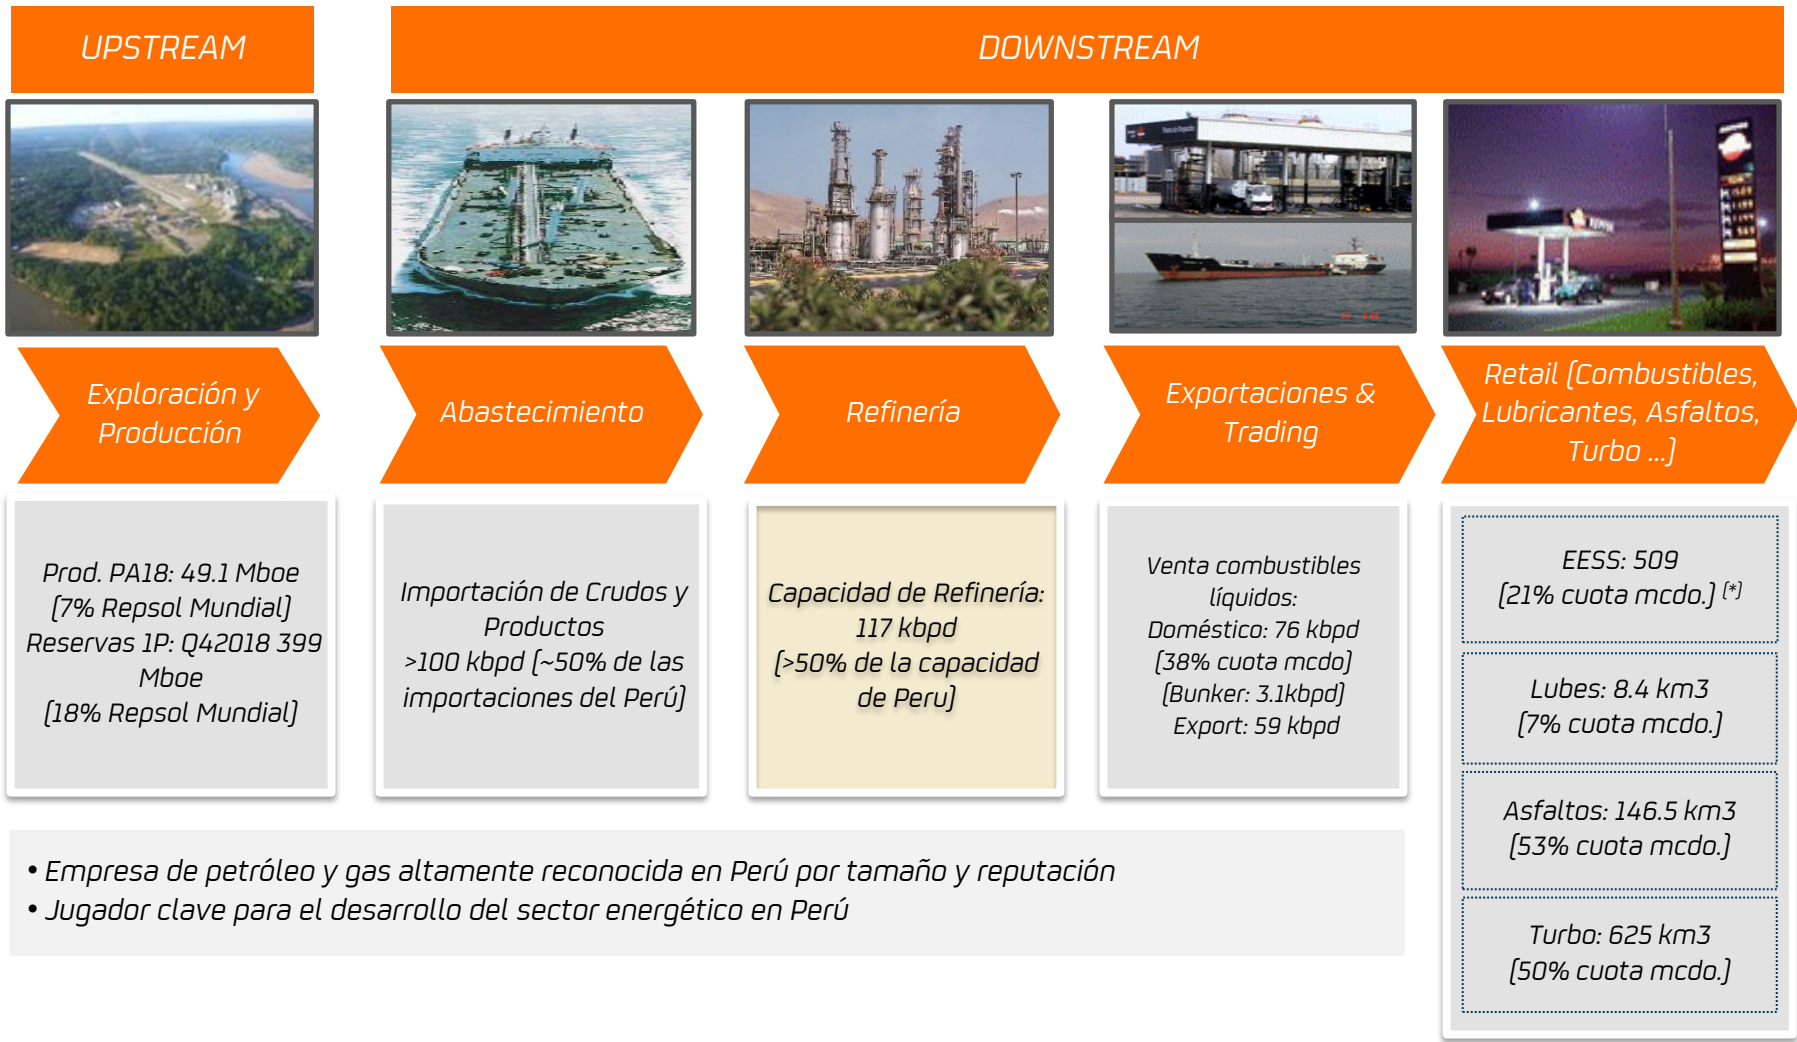 UPSTREAM
DOWNSTREAM
Exploración y
Producción
Abastecimiento
Refinería
Exportaciones &
Trading
Retail (Combustibles,
Lubricantes, Asfaltos,
Turbo ...)
Prod. PA18: 49.1 Mboe
(7% Repsol Mundial)
Reservas 1P: Q42018 399
Mboe
(18% Repsol Mundial)
Importación de Crudos y
Productos
>100 kbpd (~50% de las
importaciones del Perú)
Capacidad de Refinería:
117 kbpd
(>50% de la capacidad
de Peru)
Venta combustibles
líquidos:
Doméstico: 76 kbpd
(38% cuota mcdo)
(Bunker: 3.1kbpd)
Export: 59 kbpd
EESS: 509
(21% cuota mcdo.) (*)
Lubes: 8.4 km3
(7% cuota mcdo.)
Asfaltos: 146.5 km3
(53% cuota mcdo.)
Turbo: 625 km3
(50% cuota mcdo.)
• Empresa de petróleo y gas altamente reconocida en Perú por tamaño y reputación
• Jugador clave para el desarrollo del sector energético en Perú